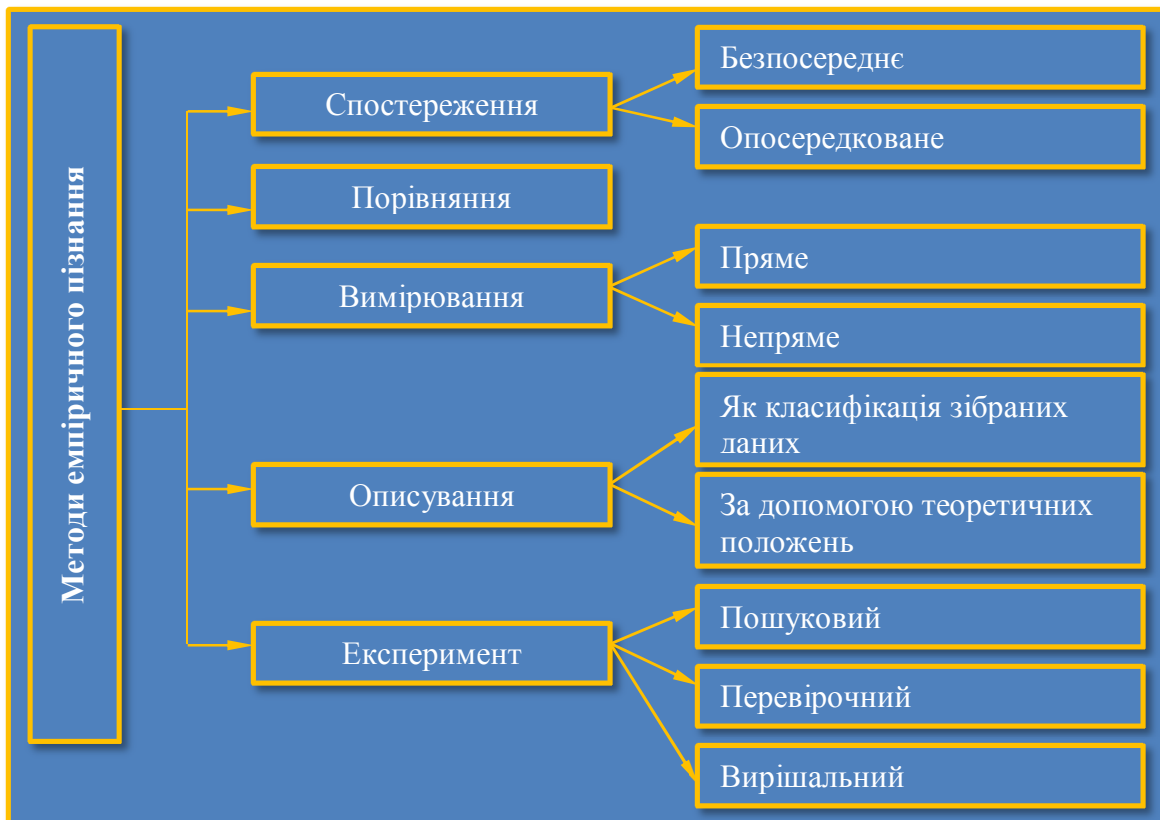 Методи емпіричного пізнання
Спостереження
Безпосереднє
Опосередковане
Порівняння
Вимірювання
Пряме
Непряме
Описування
Як класифікація зібраних
даних
За допомогою теоретичних
положень
Експеримент
Пошуковий
Перевірочний
Вирішальний